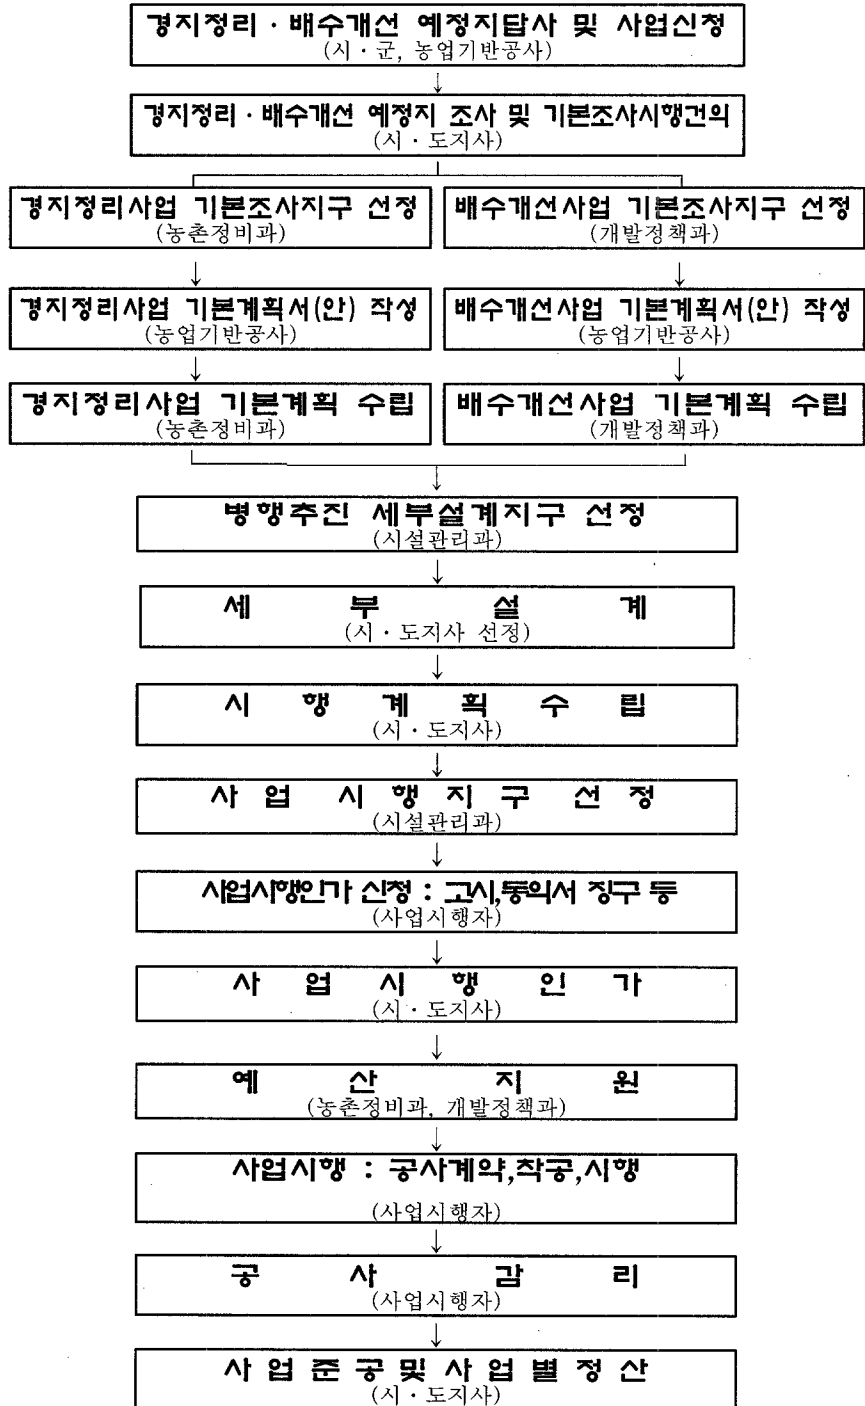 경지정리 · 배수개선 예정지답사 및 사업신청
(시 · 군, 농업기반공사)
↓
경지정리 · 배수개선 예정지 조사 및 기본조사시행건의
(시 · 도지사)
경지정리사업 기본조사지구 선정
(농촌정비과)
↓
경지정리사업 기본계획서(안) 작성
(농업기반공사)
↓
경지정리사업 기본계획 수립
(농촌정비과)
배수개선사업 기본조사지구 선정
(개발정책과)
↓
배수개선사업 기본계획서(안) 작성
(농업기반공사)
↓
배수개선사업 기본계획 수립
(개발정책과)
↓
병행추진 세부설계지구 선정
(시설관리과)
↓
세 부 설 계
(시 · 도지사 선정)
↓
시 행 계 획 수 립
(시 · 도지사)
↓
사 업 시 행 지 구 선 정
(시설관리과)
↓
사업시행인가 신청 : 고시,동의서 징구 등
(사업시행자)
↓
사 업 시 행 인 가
(시 · 도지사)
↓
예 산 지 원
(농촌정비과, 개발정책과)
↓
사업시행 : 공사계약,착공,시행
(사업시행자)
↓
공 사 감 리
(사업시행자)
↓
사 업 준 공 및 사 업 별 정 산
(시 · 도지사)